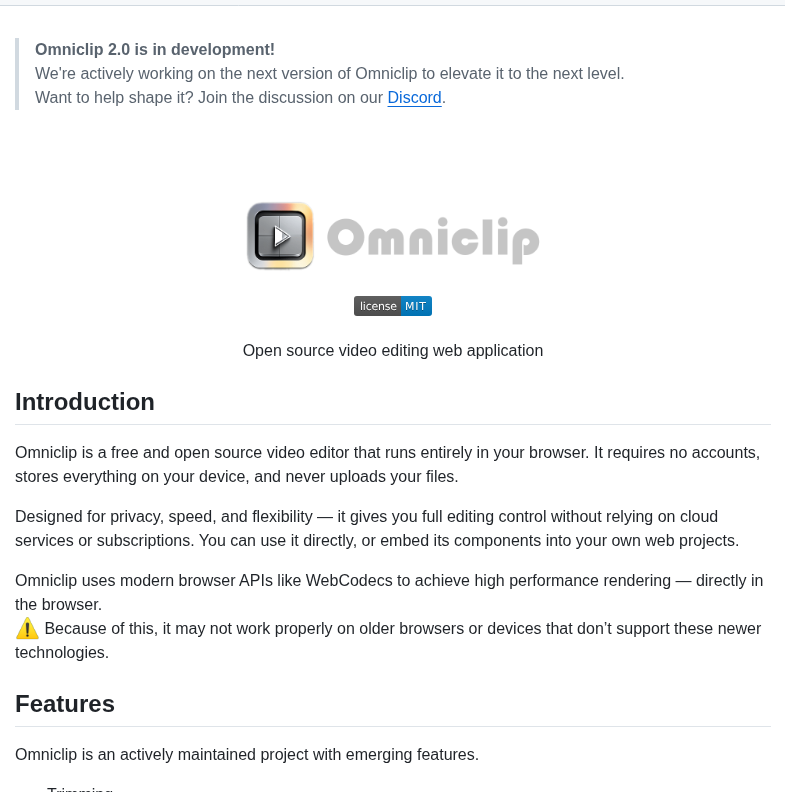 Omniclip 2.0 is in development!
We're actively working on the next version of Omniclip to elevate it to the next level.
Want to help shape it? Join the discussion on our Discord.
Omniclip
license MIT
Open source video editing web application
Introduction
Omniclip is a free and open source video editor that runs entirely in your browser. It requires no accounts,
stores everything on your device, and never uploads your files.
Designed for privacy, speed, and flexibility — it gives you full editing control without relying on cloud
services or subscriptions. You can use it directly, or embed its components into your own web projects.
Omniclip uses modern browser APIs like WebCodecs to achieve high performance rendering — directly in
the browser.
⚠️ Because of this, it may not work properly on older browsers or devices that don’t support these newer
technologies.
Features
Omniclip is an actively maintained project with emerging features.
Trimming